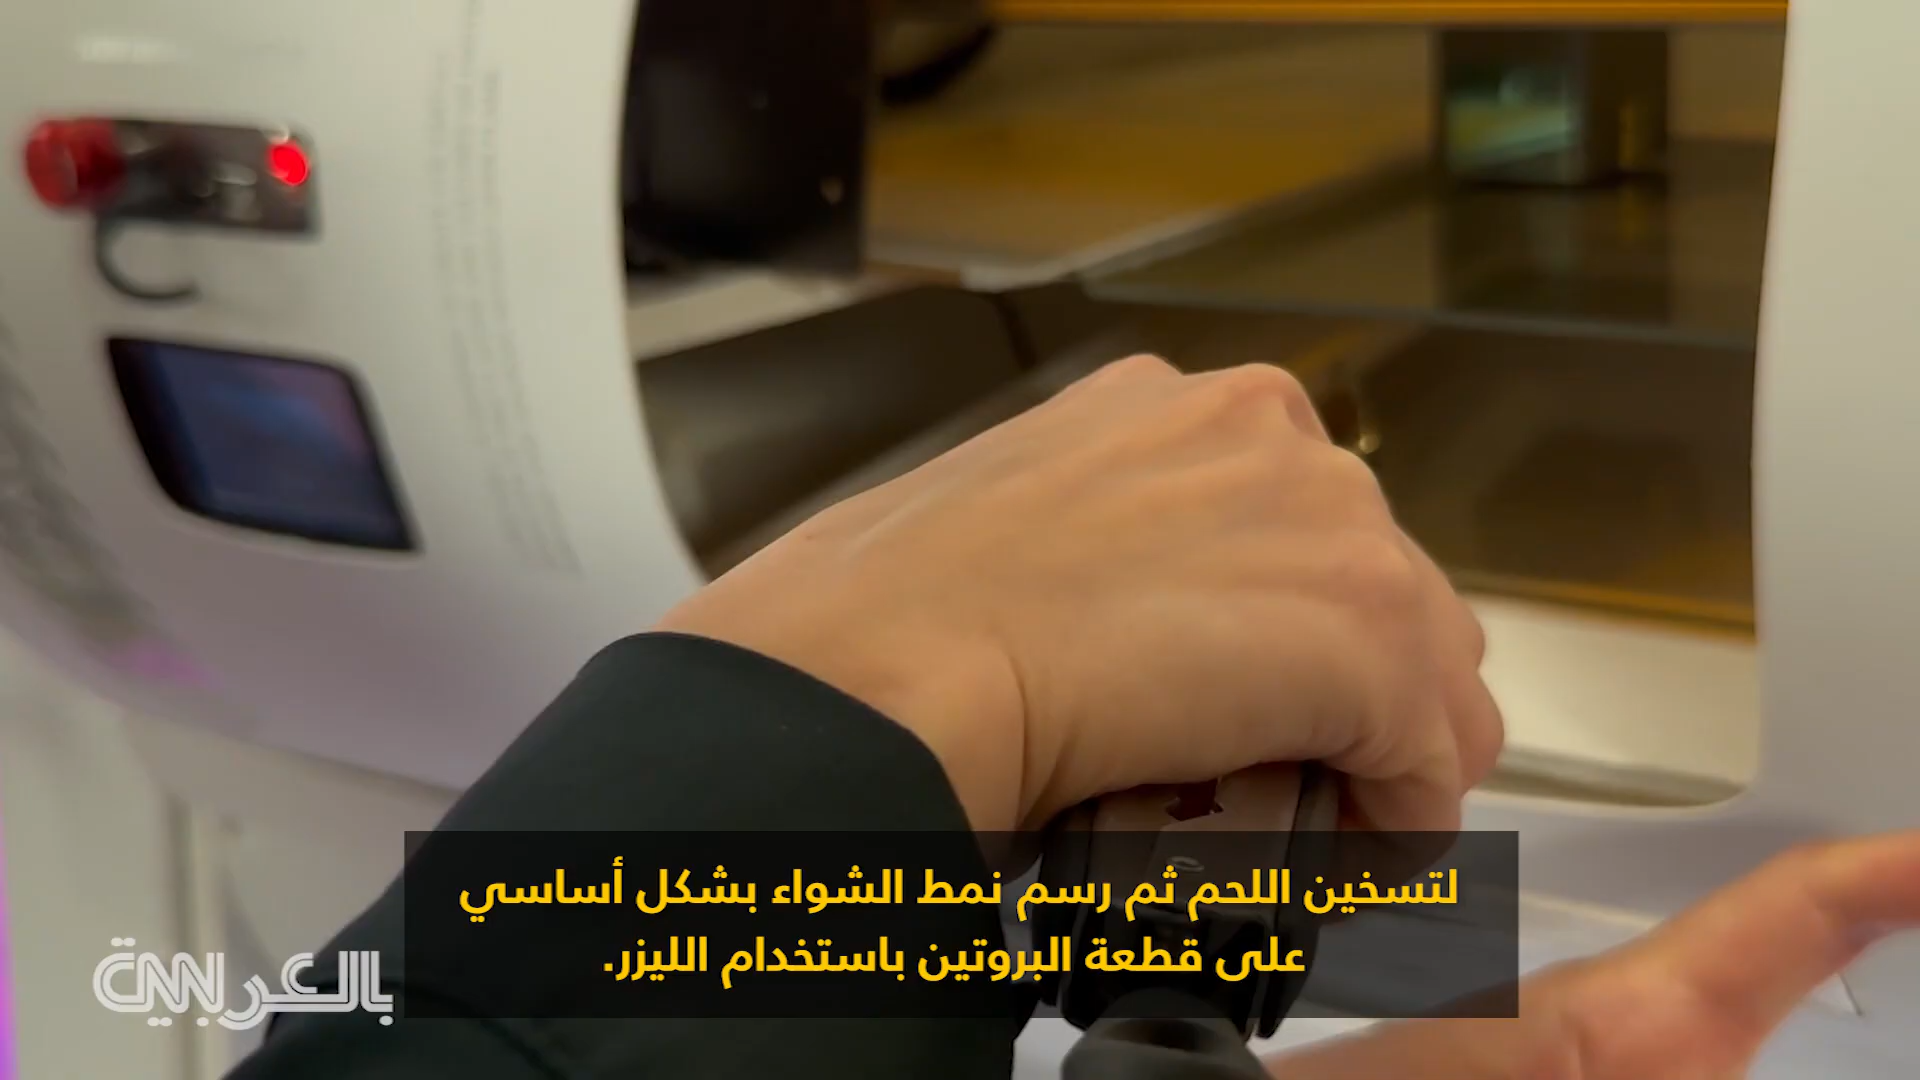 لتسخين اللحم ثم رسم نمط الشواء بشكل أساسي
على قطعة البروتين باستخدام الليزر.
CNN بالعربية